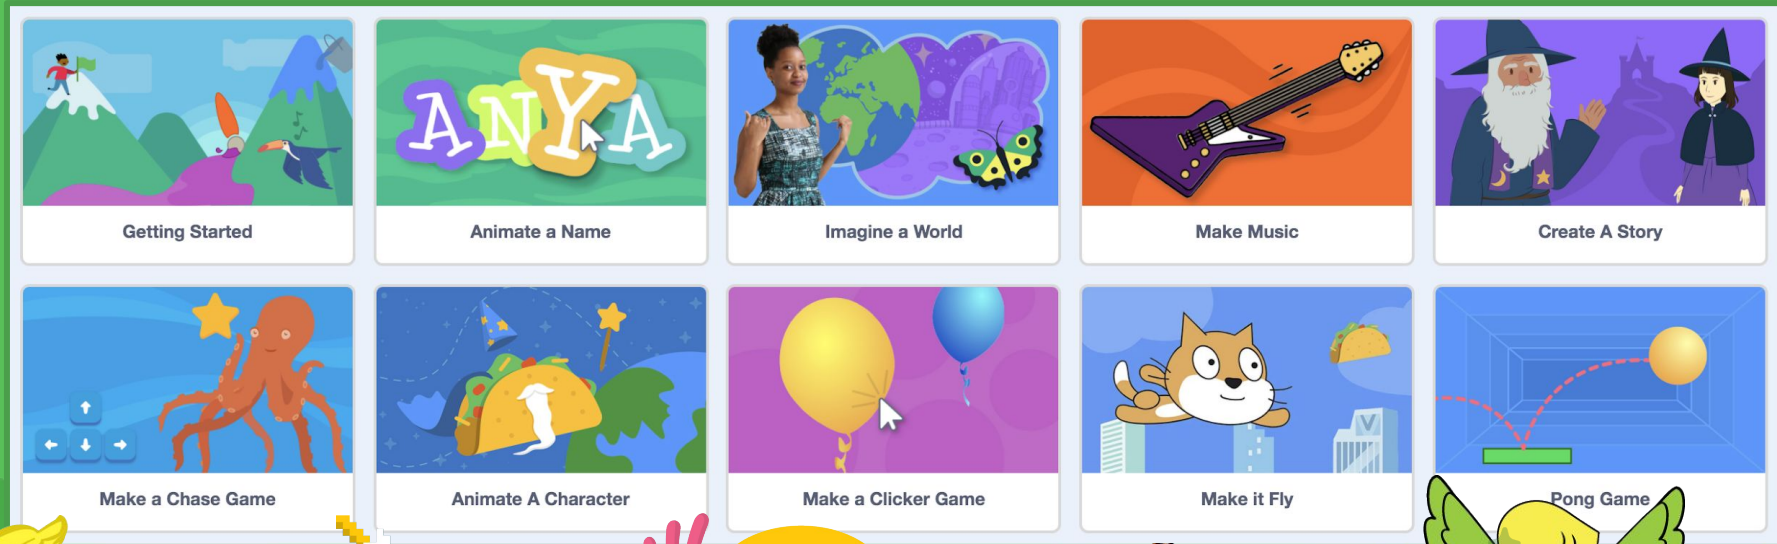 ANYA
Getting Started
Animate a Name
Imagine a World
Make Music
Create A Story
V
Make a Chase Game
Animate A Character
Make a Clicker Game
Make it Fly
Pong Game